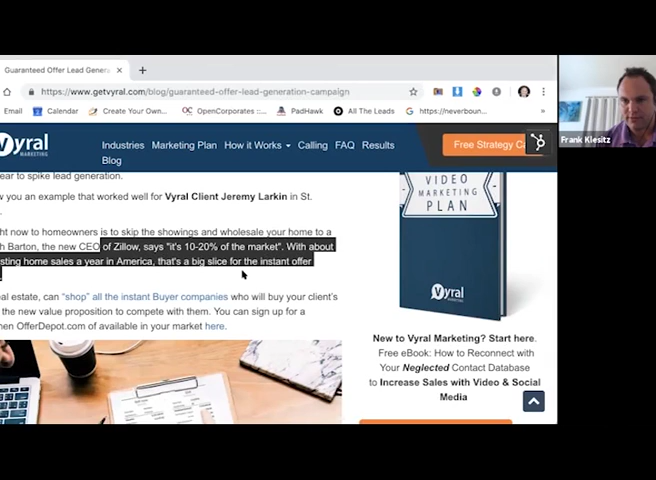 Guaranteed Offer Lead Genera
https://www.getvyral.com/blog/guaranteed-offer-lead-generation-campaign
Email
Calendar
Create Your Own...
OpenCorporates ::...
PadHawk
All The Leads
https://neverboun...
»
Vyral
MARKETING
Industries Marketing Plan How it Works Calling FAQ Results
Blog
Free Strategy Ca
Frank Klesitz
ear to spike lead generation.
w you an example that worked well for Vyral Client Jeremy Larkin in St.
ht now to homeowners is to skip the showings and wholesale your home to a
h Barton, the new CEO of Zillow, says "it's 10-20% of the market". With about
sting home sales a year in America, that's a big slice for the instant offer
eal estate, can "shop" all the instant Buyer companies who will buy your client's
the new value proposition to compete with them. You can sign up for a
hen OfferDepot.com of available in your market here.
VIDEO
MARKETING
PLAN
Vyral
New to Vyral Marketing? Start here.
Free eBook: How to Reconnect with
Your Neglected Contact Database
to Increase Sales with Video & Social
Media